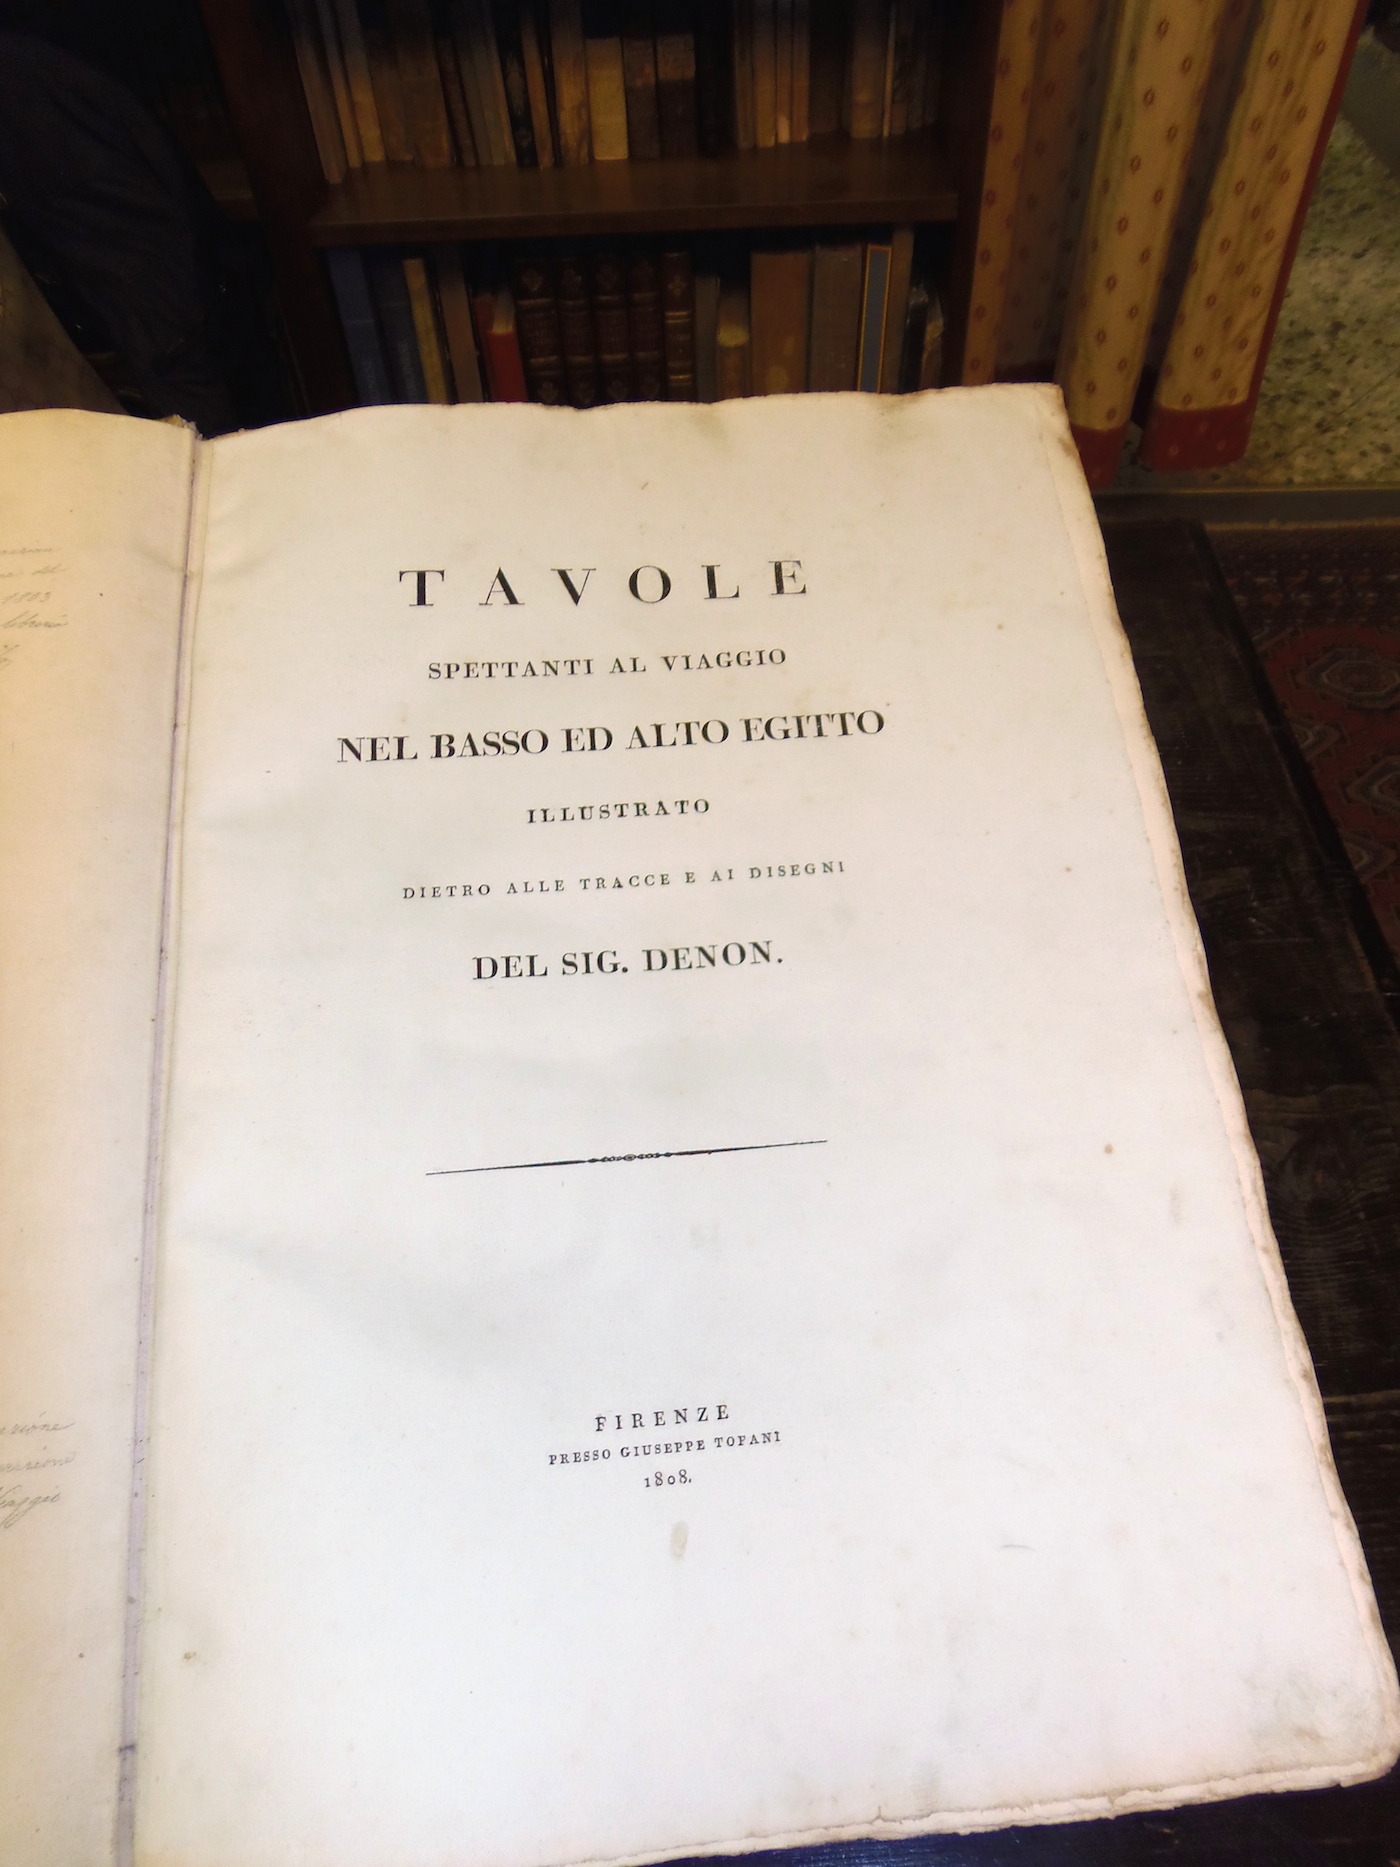 1803
T A V O L E
SPETTANTI AL VIAGGIO
NEL BASSO ED ALTO EGITTO
ILLUSTRATO
DIETRO ALLE TRACCE E AI DISEGNI
DEL SIG. DENON.
FIRENZE
PRESSO GIUSEPPE TOFANI
1808.